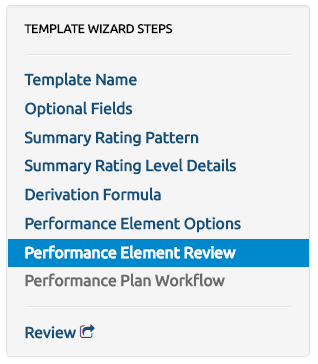 TEMPLATE WIZARD STEPS
Template Name
Optional Fields
Summary Rating Pattern
Summary Rating Level Details
Derivation Formula
Performance Element Options
Performance Element Review
Performance Plan Workflow
Review